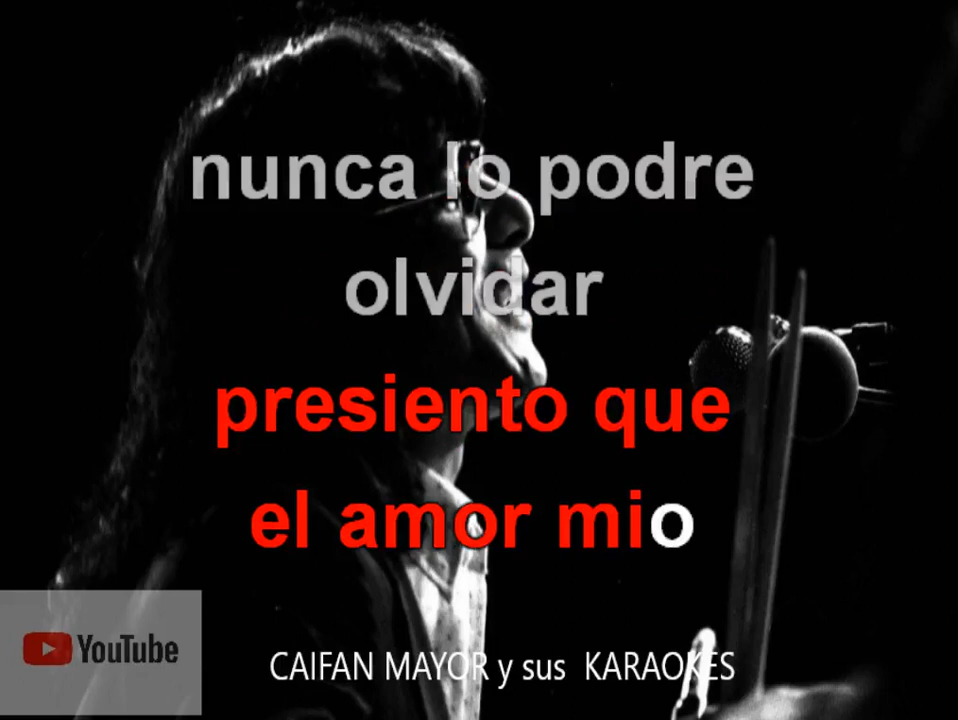 nunca lo podre
olvidar
presiento que
el amor mio
YouTube
CAIFAN MAYOR y sus KARAOKES